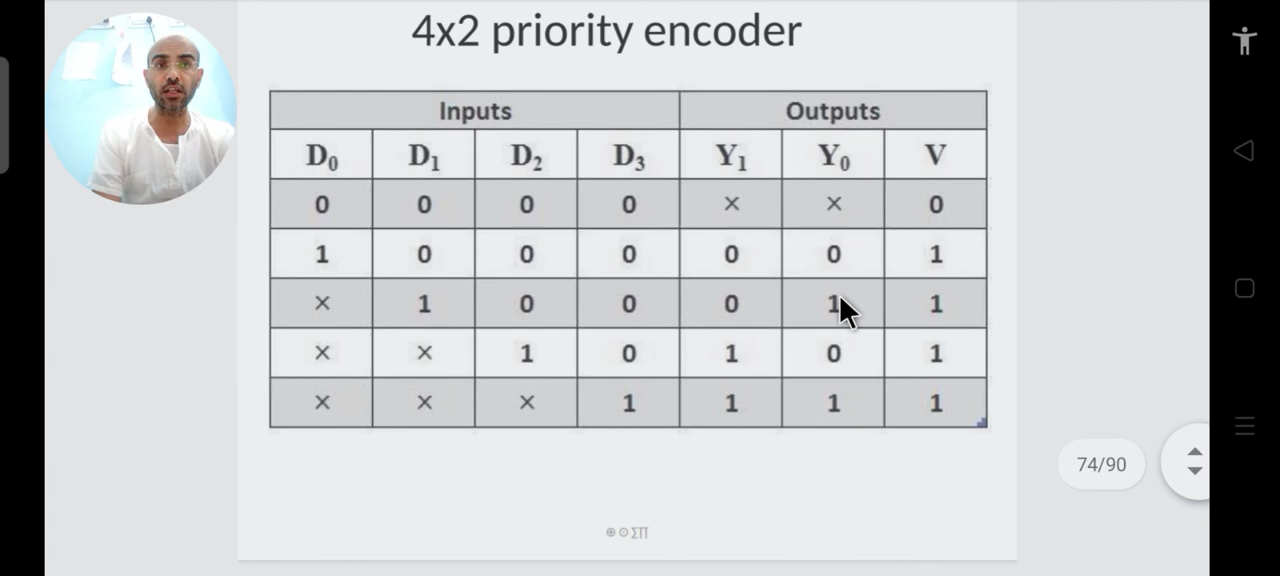 4x2 priority encoder
Inputs Outputs
D₀ D₁ D₂ D₃ Y₁ Y₀ V
0 0 0 0 × × 0
1 0 0 0 0 0 1
× 1 0 0 0 1 1
× × 1 0 1 0 1
× × × 1 1 1 1
74/90
⊕⊙∑∏